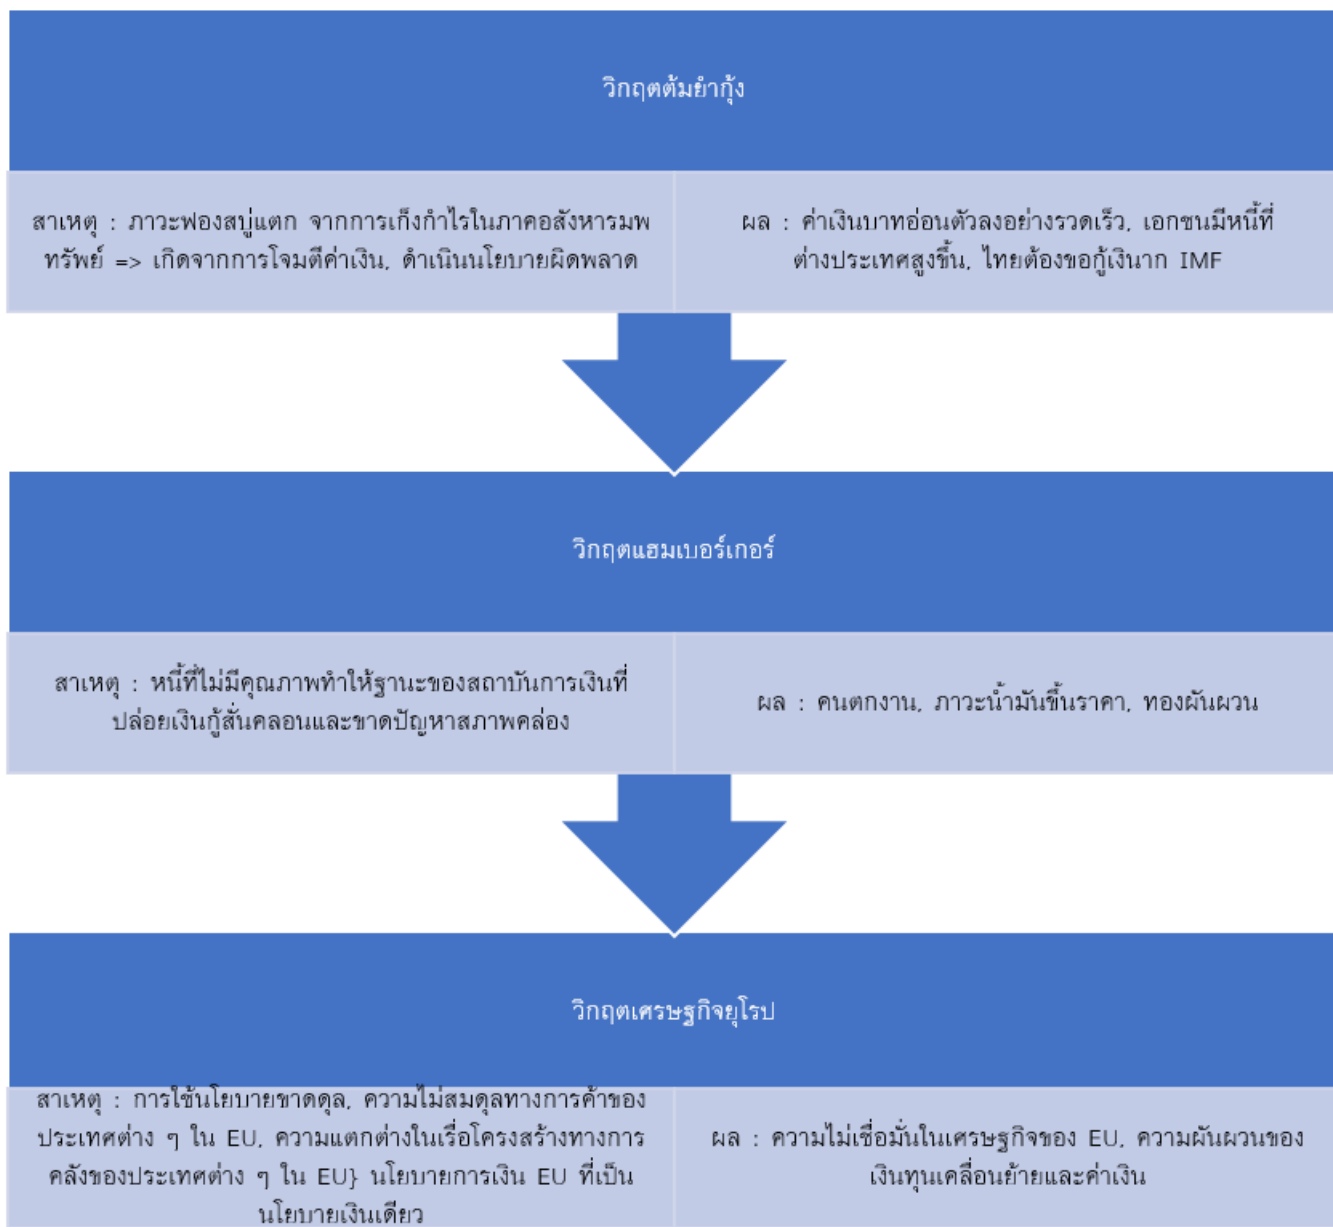 วิกฤตต้มยำกุ้ง
สาเหตุ : ภาวะฟองสบู่แตก จากการเก็งกำไรในภาคอสังหารมพ
ทรัพย์ => เกิดจากการโจมตีค่าเงิน, ดำเนินนโยบายผิดพลาด
ผล : ค่าเงินบาทอ่อนตัวลงอย่างรวดเร็ว, เอกชนมีหนี้ที่
ต่างประเทศสูงขึ้น, ไทยต้องขอกู้เงินาก IMF
วิกฤตแฮมเบอร์เกอร์
สาเหตุ : หนี้ที่ไม่มีคุณภาพทำให้ฐานะของสถาบันการเงินที่
ปล่อยเงินกู้สั่นคลอนและขาดปัญหาสภาพคล่อง
ผล : คนตกงาน, ภาวะน้ำมันขึ้นราคา, ทองผันผวน
วิกฤตเศรษฐกิจยุโรป
สาเหตุ : การใช้นโยบายขาดดุล, ความไม่สมดุลทางการค้าของ
ประเทศต่าง ๆ ใน EU, ความแตกต่างในเรื่อโครงสร้างทางการ
คลังของประเทศต่าง ๆ ใน EU} นโยบายการเงิน EU ที่เป็น
นโยบายเงินเดียว
ผล : ความไม่เชื่อมั่นในเศรษฐกิจของ EU, ความผันผวนของ
เงินทุนเคลื่อนย้ายและค่าเงิน